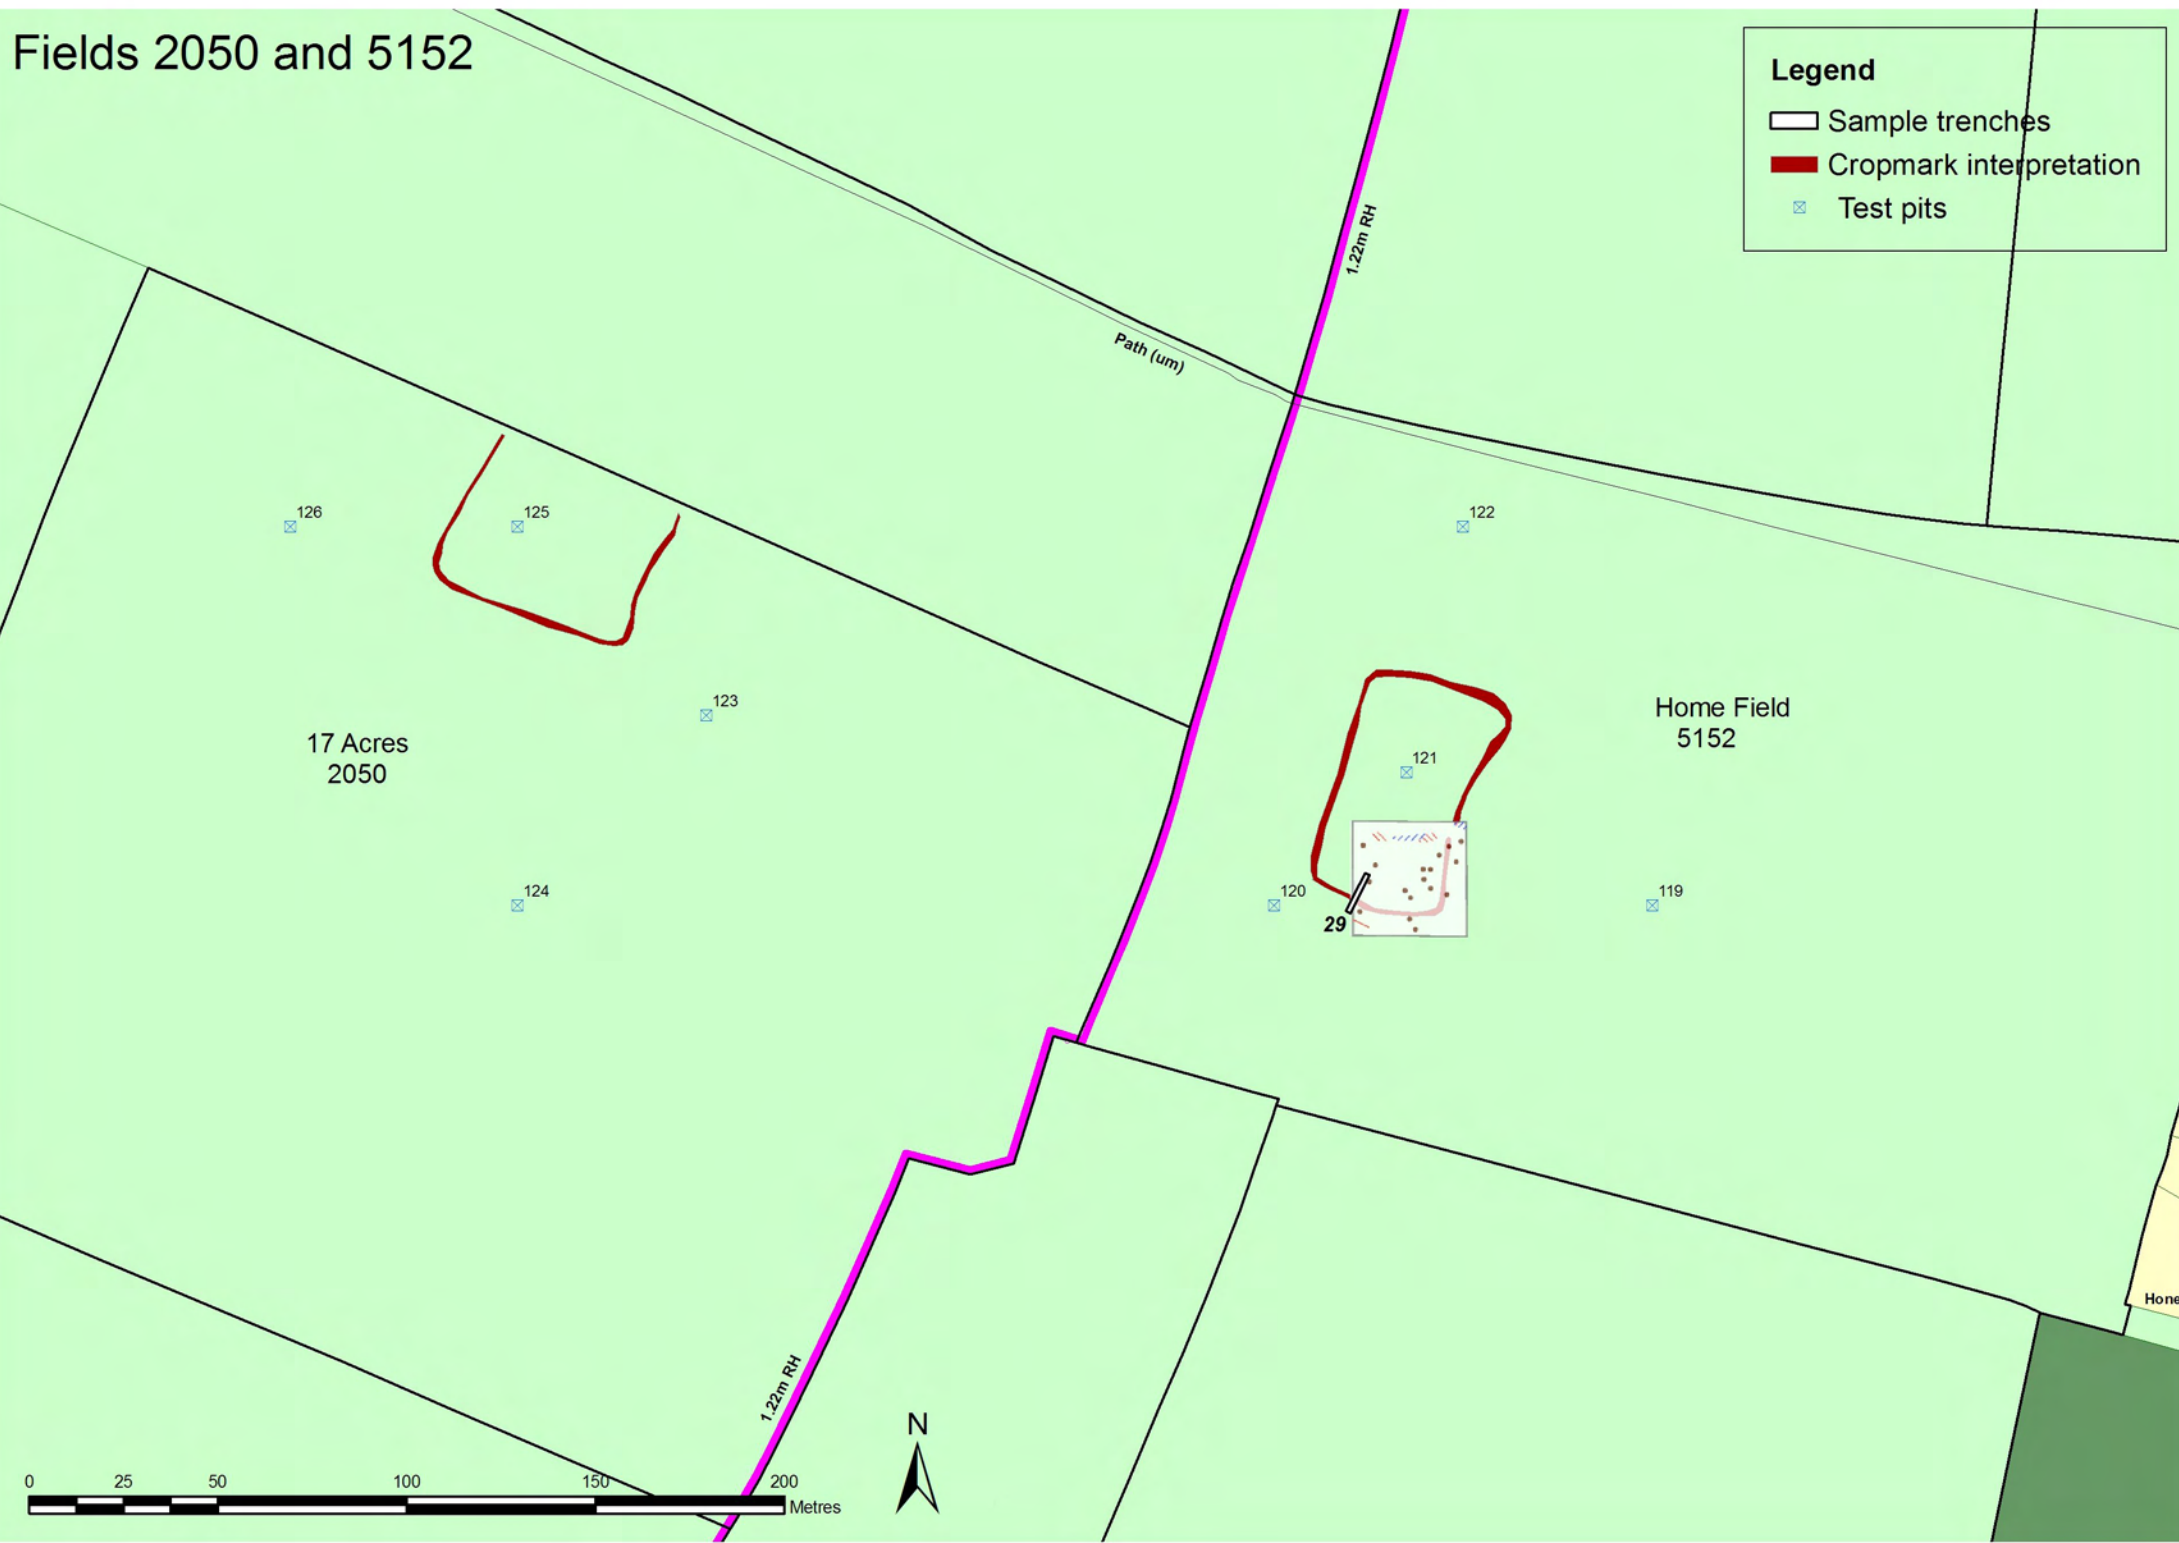 Fields 2050 and 5152
Legend
Sample trenches
Cropmark interpretation
Test pits
1.22m RH
Path (um)
126
125
122
123
Home Field
5152
17 Acres
2050
121
124
120
119
29
Hone
1.22m RH
N
0 25 50 100 150 200
Metres